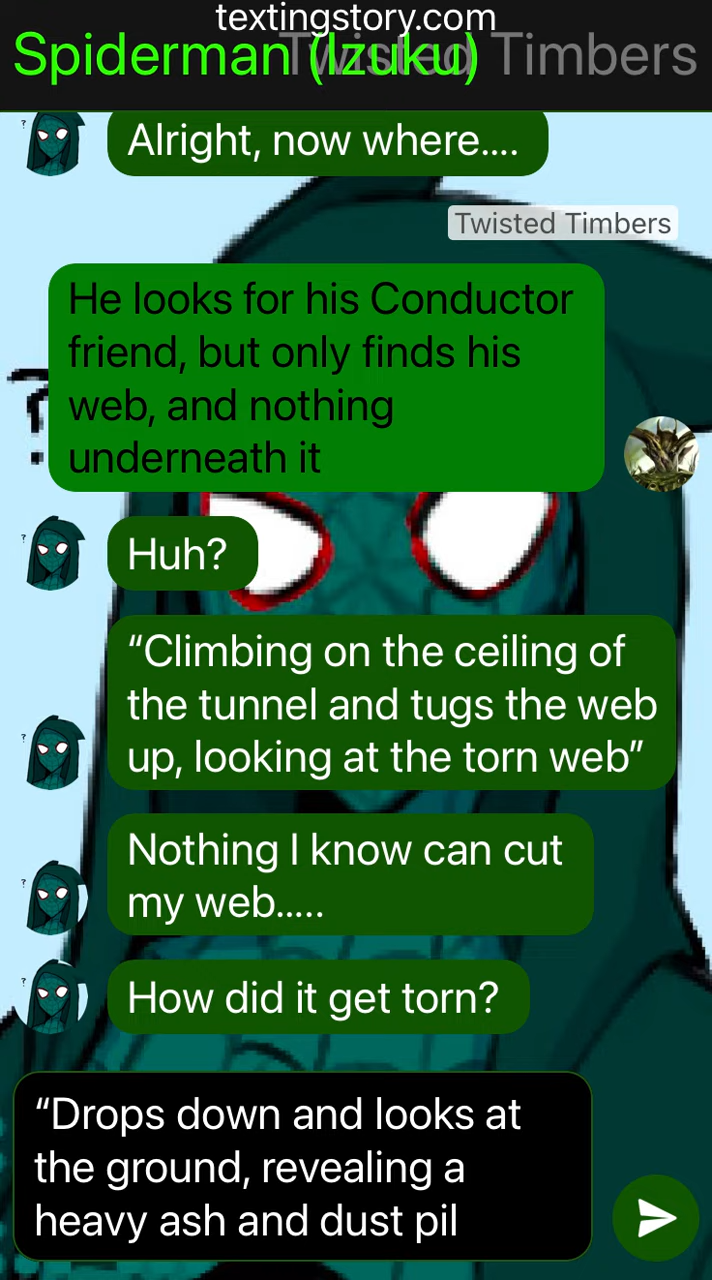 textingstory.com
Spiderman (Izuku)
Twisted Timbers
Alright, now where....
Twisted Timbers
He looks for his Conductor
friend, but only finds his
web, and nothing
underneath it
?
Huh?
“Climbing on the ceiling of
the tunnel and tugs the web
up, looking at the torn web”
Nothing I know can cut
my web.....
How did it get torn?
“Drops down and looks at
the ground, revealing a
heavy ash and dust pil